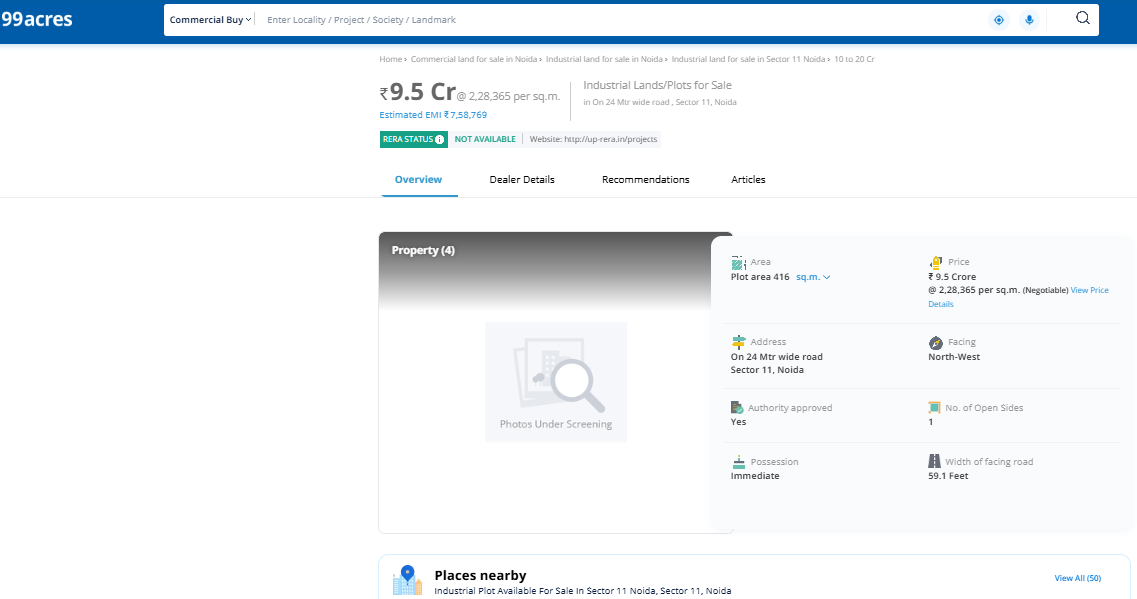 99acres
Commercial Buy
Enter Locality / Project / Society / Landmark
Home › Commercial land for sale in Noida › Industrial land for sale in Noida › Industrial land for sale in Sector 11 Noida › 10 to 20 Cr
₹9.5 Cr @ 2,28,365 per sq.m.
Estimated EMI ₹7,58,769
Industrial Lands/Plots for Sale
in On 24 Mtr wide road , Sector 11, Noida
RERA STATUS NOT AVAILABLE Website: http://up-rera.in/projects
Overview Dealer Details Recommendations Articles
Property (4)
Photos Under Screening
Area
Plot area 416 sq.m.
Price
₹ 9.5 Crore
@ 2,28,365 per sq.m. (Negotiable) View Price
Details
Address
On 24 Mtr wide road
Sector 11, Noida
Facing
North-West
Authority approved
Yes
No. of Open Sides
1
Possession
Immediate
Width of facing road
59.1 Feet
Places nearby
Industrial Plot Available For Sale In Sector 11 Noida, Sector 11, Noida
View All (50)